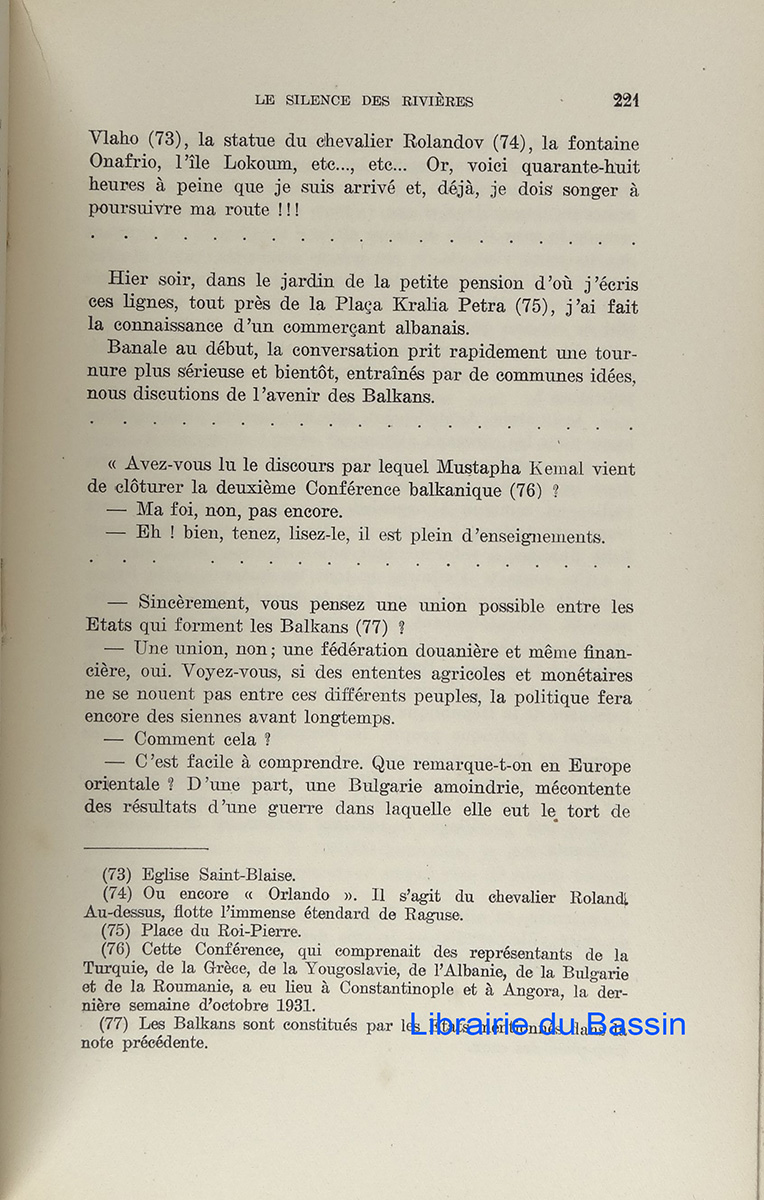 LE SILENCE DES RIVIÈRES 221
Vlaho (73), la statue du chevalier Rolandov (74), la fontaine
Onafrio, l'île Lokoum, etc..., etc... Or, voici quarante-huit
heures à peine que je suis arrivé et, déjà, je dois songer à
poursuivre ma route !!!
. . . . . . . . . . . . . . . . . . .
Hier soir, dans le jardin de la petite pension d'où j'écris
ces lignes, tout près de la Plaça Kralia Petra (75), j'ai fait
la connaissance d'un commerçant albanais.
Banale au début, la conversation prit rapidement une tour-
nure plus sérieuse et bientôt, entraînés par de communes idées,
nous discutions de l'avenir des Balkans.
. . . . . . . . . . . . . . . . . . .
« Avez-vous lu le discours par lequel Mustapha Kemal vient
de clôturer la deuxième Conférence balkanique (76) ?
— Ma foi, non, pas encore.
— Eh ! bien, tenez, lisez-le, il est plein d'enseignements.
. . . . . . . . . . . . . . . . . .
— Sincèrement, vous pensez une union possible entre les
Etats qui forment les Balkans (77) ?
— Une union, non; une fédération douanière et même finan-
cière, oui. Voyez-vous, si des ententes agricoles et monétaires
ne se nouent pas entre ces différents peuples, la politique fera
encore des siennes avant longtemps.
— Comment cela ?
— C'est facile à comprendre. Que remarque-t-on en Europe
orientale ? D'une part, une Bulgarie amoindrie, mécontente
des résultats d'une guerre dans laquelle elle eut le tort de
(73) Eglise Saint-Blaise.
(74) Ou encore « Orlando ». Il s'agit du chevalier Roland.
Au-dessus, flotte l'immense étendard de Raguse.
(75) Place du Roi-Pierre.
(76) Cette Conférence, qui comprenait des représentants de la
Turquie, de la Grèce, de la Yougoslavie, de l'Albanie, de la Bulgarie
et de la Roumanie, a eu lieu à Constantinople et à Angora, la der-
nière semaine d'octobre 1931.
(77) Les Balkans sont constitués par les Etats mentionnés dans la
note précédente.
Librairie du Bassin